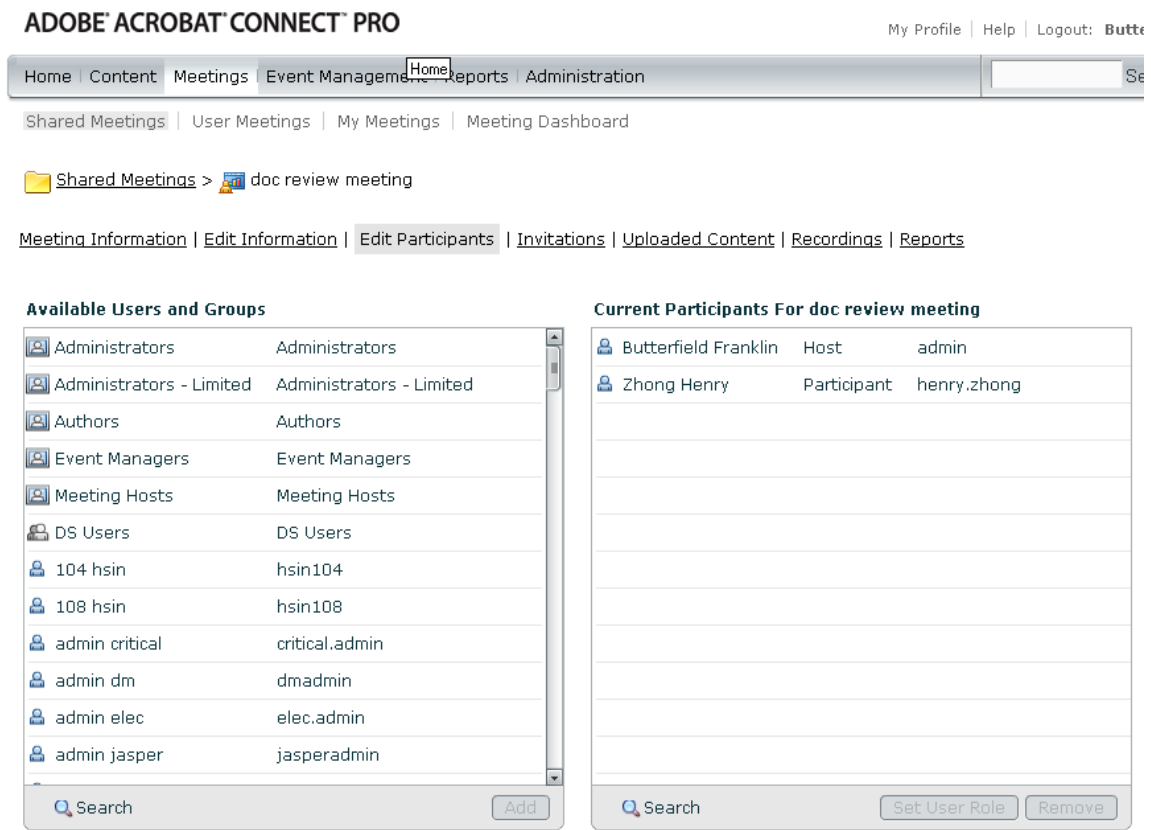 ADOBE® ACROBAT® CONNECT™ PRO
My Profile | Help | Logout: Butte
Home | Content | Meetings | Event Management | Reports | Administration
Home
Shared Meetings | User Meetings | My Meetings | Meeting Dashboard
Shared Meetings > doc review meeting
Meeting Information | Edit Information | Edit Participants | Invitations | Uploaded Content | Recordings | Reports
Available Users and Groups
Administrators Administrators
Administrators - Limited Administrators - Limited
Authors Authors
Event Managers Event Managers
Meeting Hosts Meeting Hosts
DS Users DS Users
104 hsin hsin104
108 hsin hsin108
admin critical critical.admin
admin dm dmadmin
admin elec elec.admin
admin jasper jasperadmin
Search Add
Current Participants For doc review meeting
Butterfield Franklin Host admin
Zhong Henry Participant henry.zhong
Search Set User Role Remove